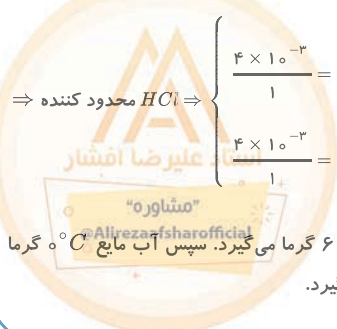 ۴ × ۱۰^−۳ / ۱ =
⇒ محدود کننده HCl ⇒
۴ × ۱۰^−۳ / ۱ =
استاد علیرضا افشار
"مشاوره"
@Alirezaafsharofficial
۶ گرما می‌گیرد. سپس آب مایع ۰°C گرما
گیرد.